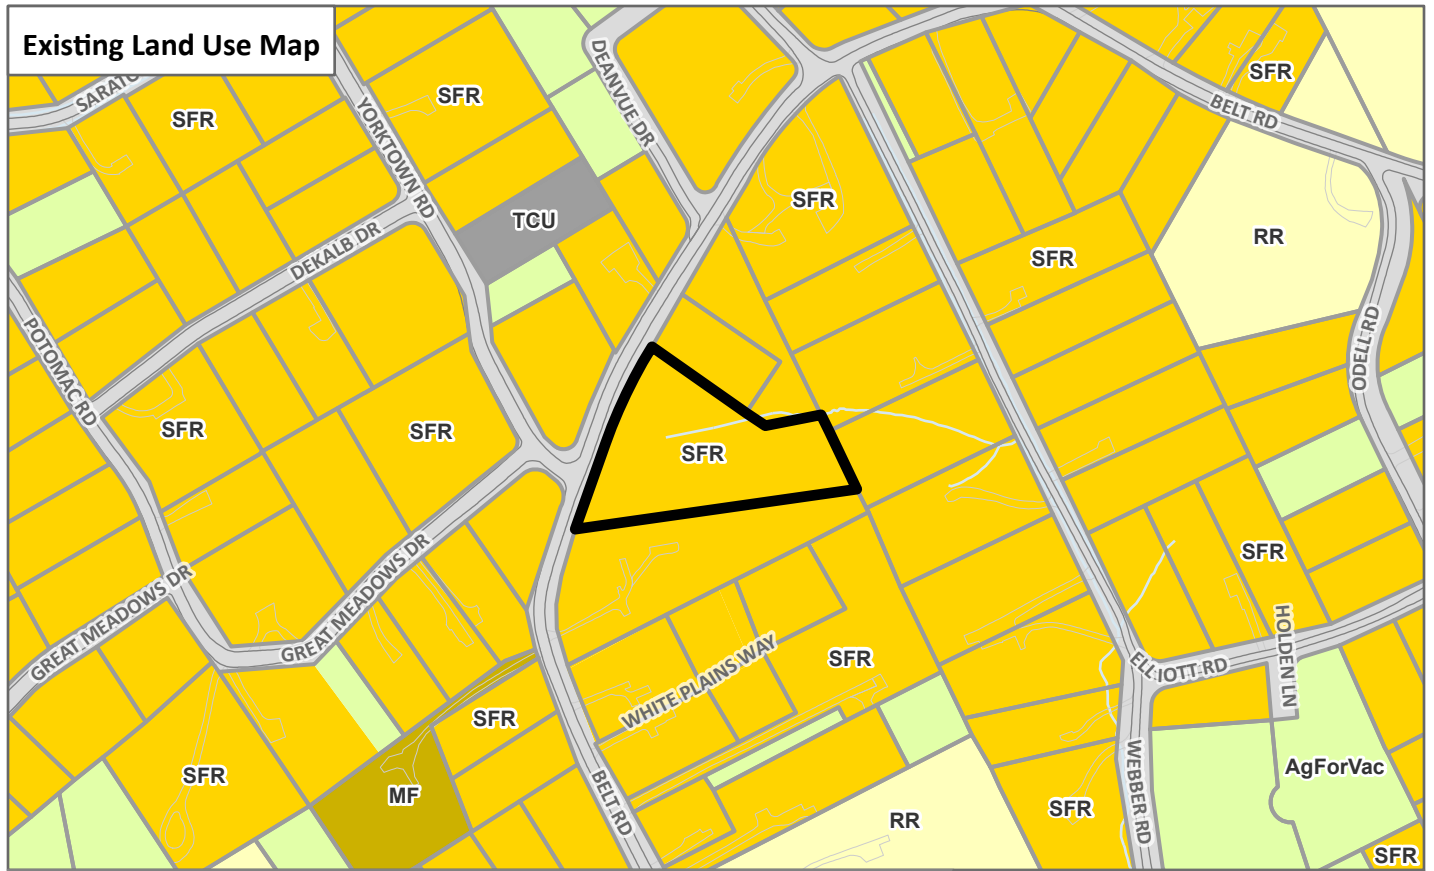 Existing Land Use Map
SFR
SFR
SFR
SFR
SFR
TCU
RR
SFR
SFR
SFR
SFR
SFR
SFR
SFR
SFR
MF
RR
SFR
AgForVac
SFR
YORKTOWN RD
DEANVUE DR
BELT RD
DEKALB DR
POTOMAC RD
ODELL RD
GREAT MEADOWS DR
GREAT MEADOWS DR
WHITE PLAINS WAY
ELLIOTT RD
HOLDEN LN
WEBBER RD
BELT RD